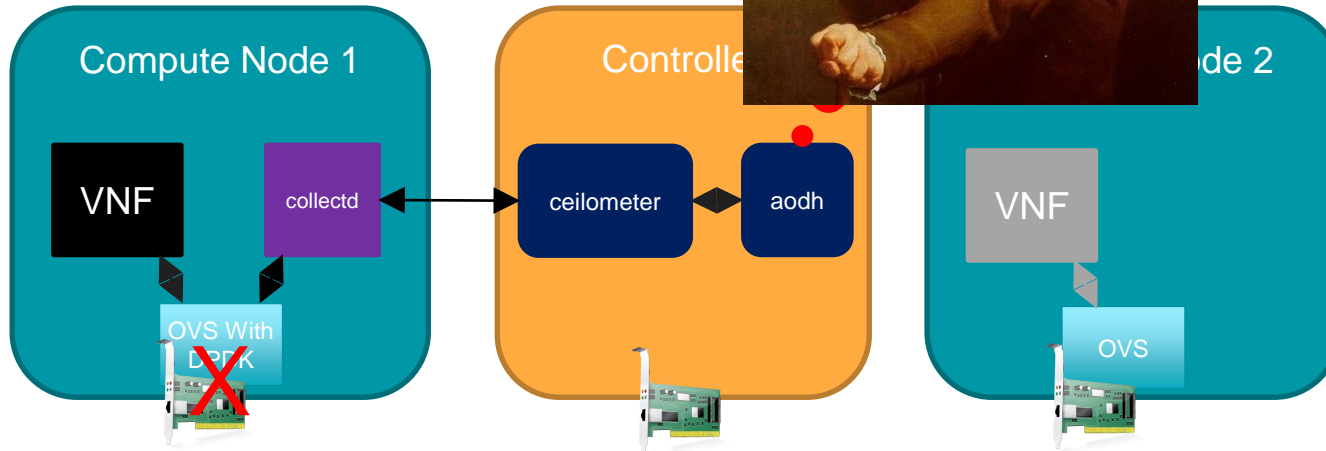 Compute Node 1
Controlle
ode 2
VNF
collectd
ceilometer
aodh
VNF
OVS With
DPDK
X
OVS